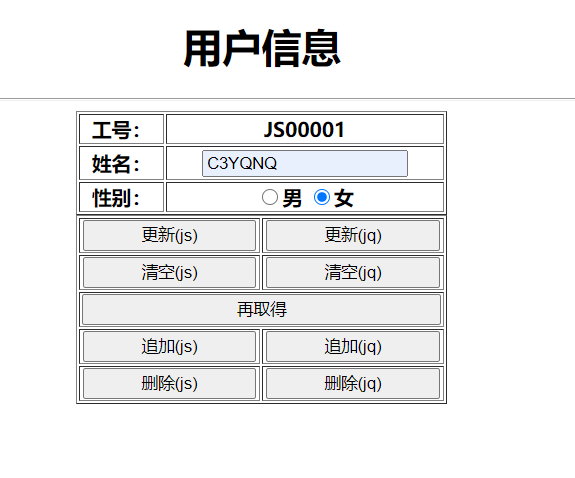 用户信息
工号： JS00001
姓名： C3YQNQ
性别： 男 女
更新(js) 更新(jq)
清空(js) 清空(jq)
再取得
追加(js) 追加(jq)
删除(js) 删除(jq)